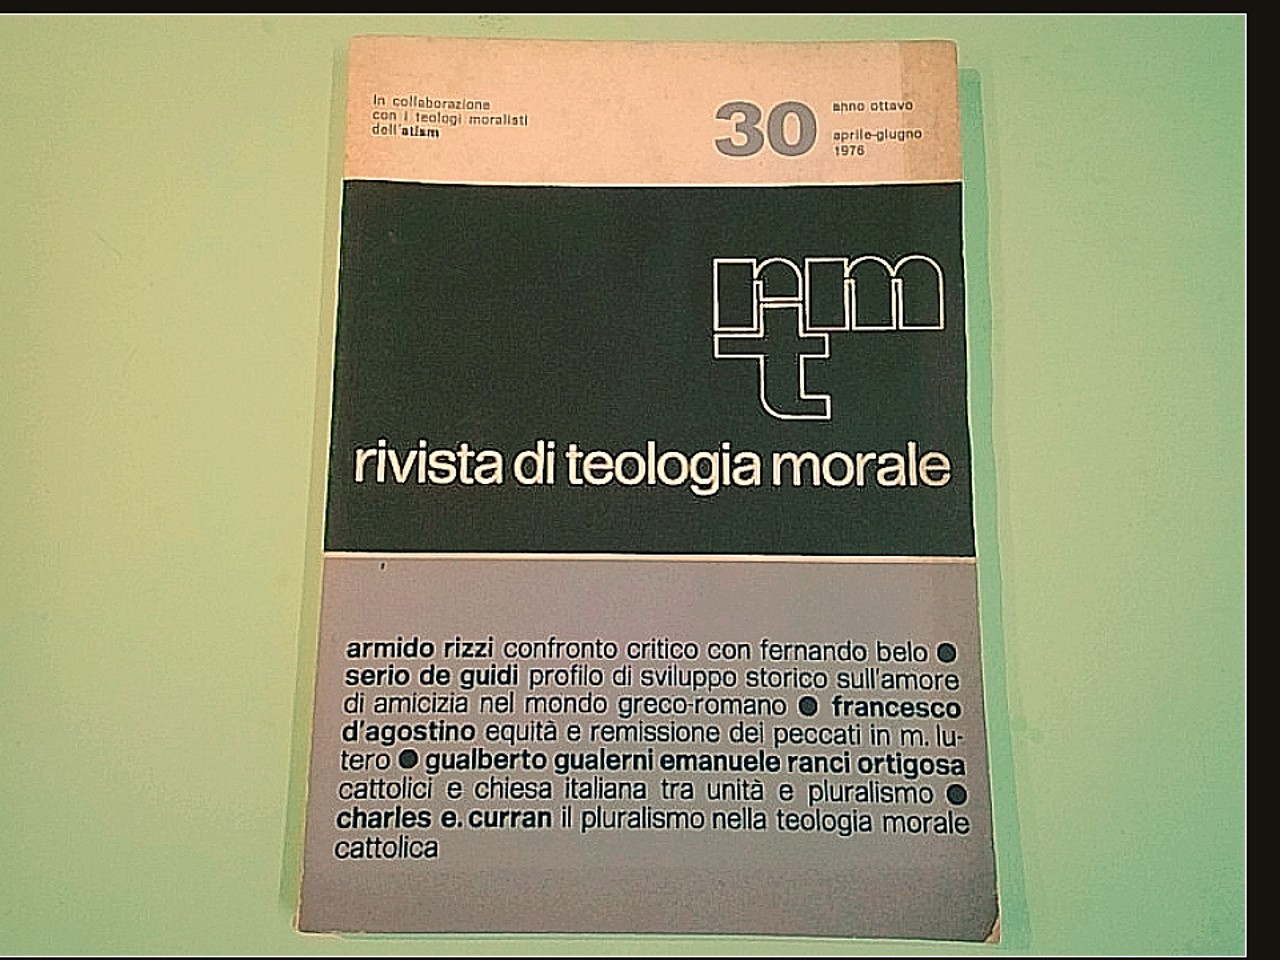 In collaborazione
con i teologi moralisti
dell'atism
30
anno ottavo
aprile-giugno
1976
rm
t
rivista di teologia morale
armido rizzi confronto critico con fernando belo ●
serio de guidi profilo di sviluppo storico sull'amore
di amicizia nel mondo greco-romano ● francesco
d'agostino equità e remissione dei peccati in m. lu-
tero ● gualberto gualerni emanuele ranci ortigosa
cattolici e chiesa italiana tra unità e pluralismo ●
charles e. curran il pluralismo nella teologia morale
cattolica